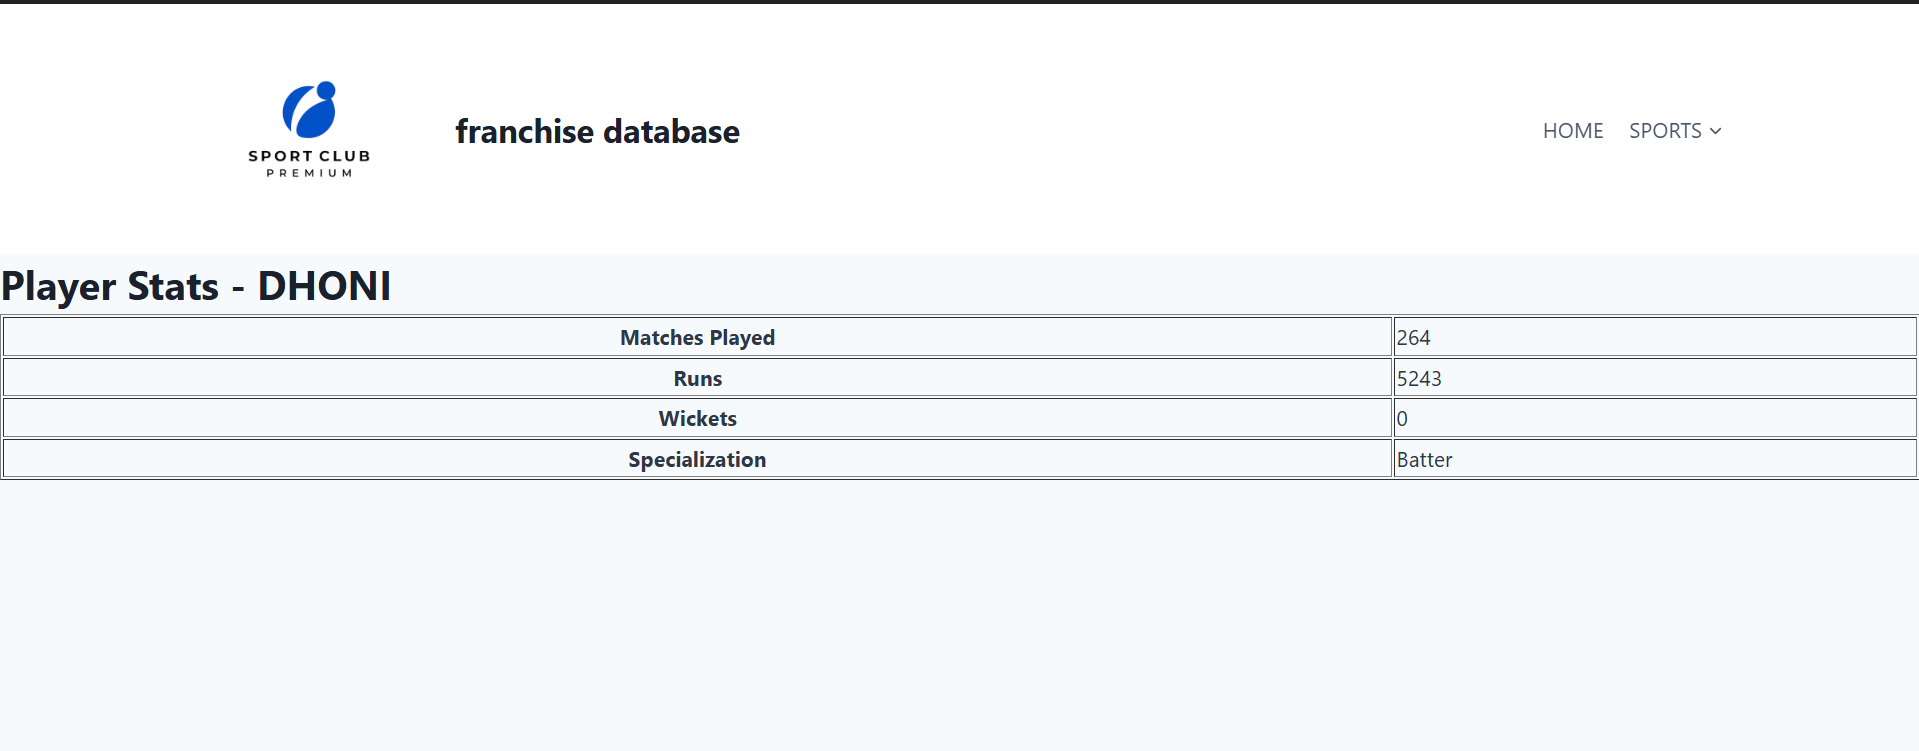 SPORT CLUB
PREMIUM
franchise database
HOME SPORTS
Player Stats - DHONI
Matches Played 264
Runs 5243
Wickets 0
Specialization Batter